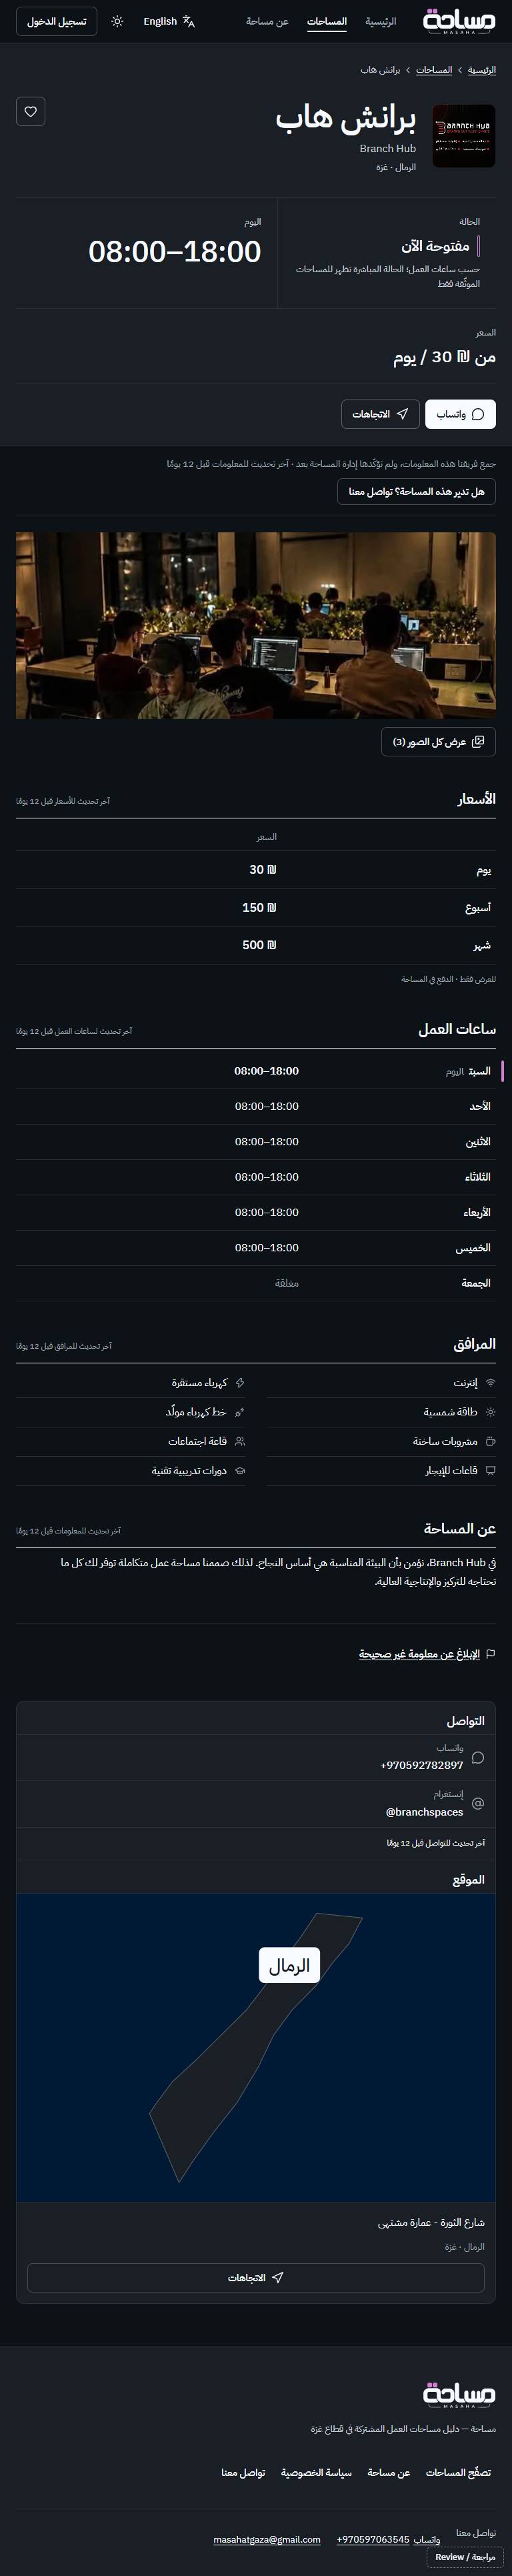 مساحة
MASAHA
الرئيسية
المساحات
عن مساحة
English
تسجيل الدخول
الرئيسية > المساحات > برانش هاب
BRANCH HUB
برانش هاب
Branch Hub
الرمال · غزة
الحالة
مفتوحة الآن
حسب ساعات العمل؛ الحالة المباشرة تظهر للمساحات
الموثّقة فقط
اليوم
08:00–18:00
السعر
من ₪ 30 / يوم
واتساب
الاتجاهات
جمع فريقنا هذه المعلومات، ولم تؤكّدها إدارة المساحة بعد · آخر تحديث للمعلومات قبل 12 يومًا
هل تدير هذه المساحة؟ تواصل معنا
عرض كل الصور (3)
الأسعار
آخر تحديث للأسعار قبل 12 يومًا
السعر
يوم ₪ 30
أسبوع ₪ 150
شهر ₪ 500
للعرض فقط · الدفع في المساحة
ساعات العمل
آخر تحديث لساعات العمل قبل 12 يومًا
السبت اليوم 08:00–18:00
الأحد 08:00–18:00
الاثنين 08:00–18:00
الثلاثاء 08:00–18:00
الأربعاء 08:00–18:00
الخميس 08:00–18:00
الجمعة مغلقة
المرافق
آخر تحديث للمرافق قبل 12 يومًا
إنترنت
كهرباء مستقرة
طاقة شمسية
خط كهرباء مولّد
مشروبات ساخنة
قاعة اجتماعات
قاعات للإيجار
دورات تدريبية تقنية
عن المساحة
آخر تحديث للمعلومات قبل 12 يومًا
في Branch Hub، نؤمن بأن البيئة المناسبة هي أساس النجاح. لذلك صممنا مساحة عمل متكاملة توفر لك كل ما
تحتاجه للتركيز والإنتاجية العالية.
الإبلاغ عن معلومة غير صحيحة
التواصل
واتساب
+970592782897
إنستغرام
@branchspaces
آخر تحديث للتواصل قبل 12 يومًا
الموقع
الرمال
شارع الثورة - عمارة مشتهى
الرمال · غزة
الاتجاهات
مساحة
MASAHA
مساحة — دليل مساحات العمل المشتركة في قطاع غزة
تصفّح المساحات
عن مساحة
سياسة الخصوصية
تواصل معنا
تواصل معنا
واتساب +970597063545
masahatgaza@gmail.com
مراجعة / Review